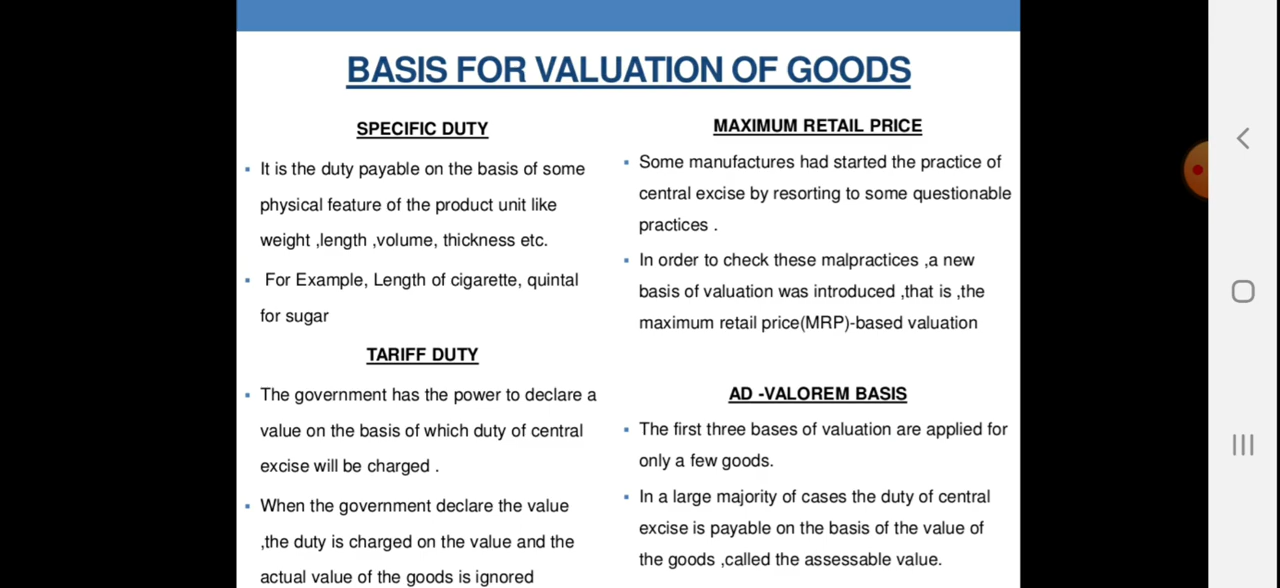 BASIS FOR VALUATION OF GOODS
SPECIFIC DUTY
▪ It is the duty payable on the basis of some
physical feature of the product unit like
weight ,length ,volume, thickness etc.
▪ For Example, Length of cigarette, quintal
for sugar
TARIFF DUTY
▪ The government has the power to declare a
value on the basis of which duty of central
excise will be charged .
▪ When the government declare the value
,the duty is charged on the value and the
actual value of the goods is ignored
MAXIMUM RETAIL PRICE
▪ Some manufactures had started the practice of
central excise by resorting to some questionable
practices .
▪ In order to check these malpractices ,a new
basis of valuation was introduced ,that is ,the
maximum retail price(MRP)-based valuation
AD -VALOREM BASIS
▪ The first three bases of valuation are applied for
only a few goods.
▪ In a large majority of cases the duty of central
excise is payable on the basis of the value of
the goods ,called the assessable value.